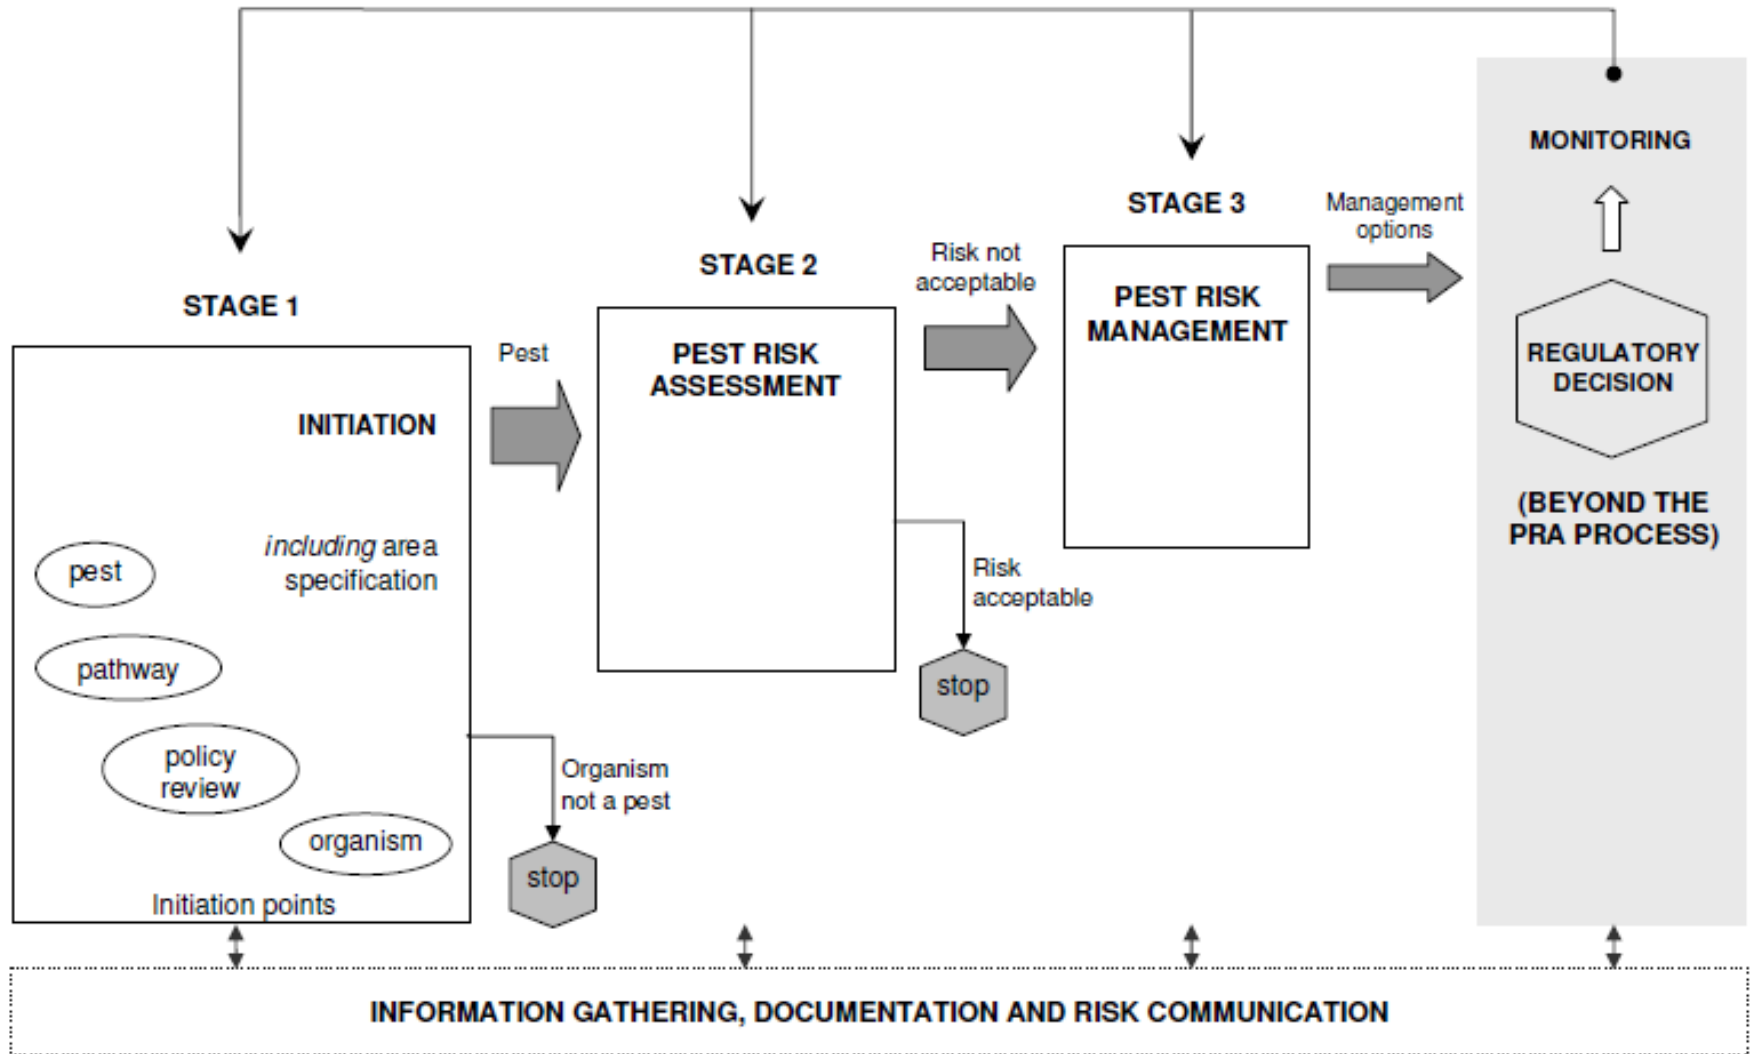 STAGE 1
INITIATION
including area
specification
pest
pathway
policy
review
organism
Initiation points
Pest
Organism
not a pest
stop
STAGE 2
PEST RISK
ASSESSMENT
Risk not
acceptable
Risk
acceptable
stop
STAGE 3
PEST RISK
MANAGEMENT
Management
options
MONITORING
REGULATORY
DECISION
(BEYOND THE
PRA PROCESS)
INFORMATION GATHERING, DOCUMENTATION AND RISK COMMUNICATION